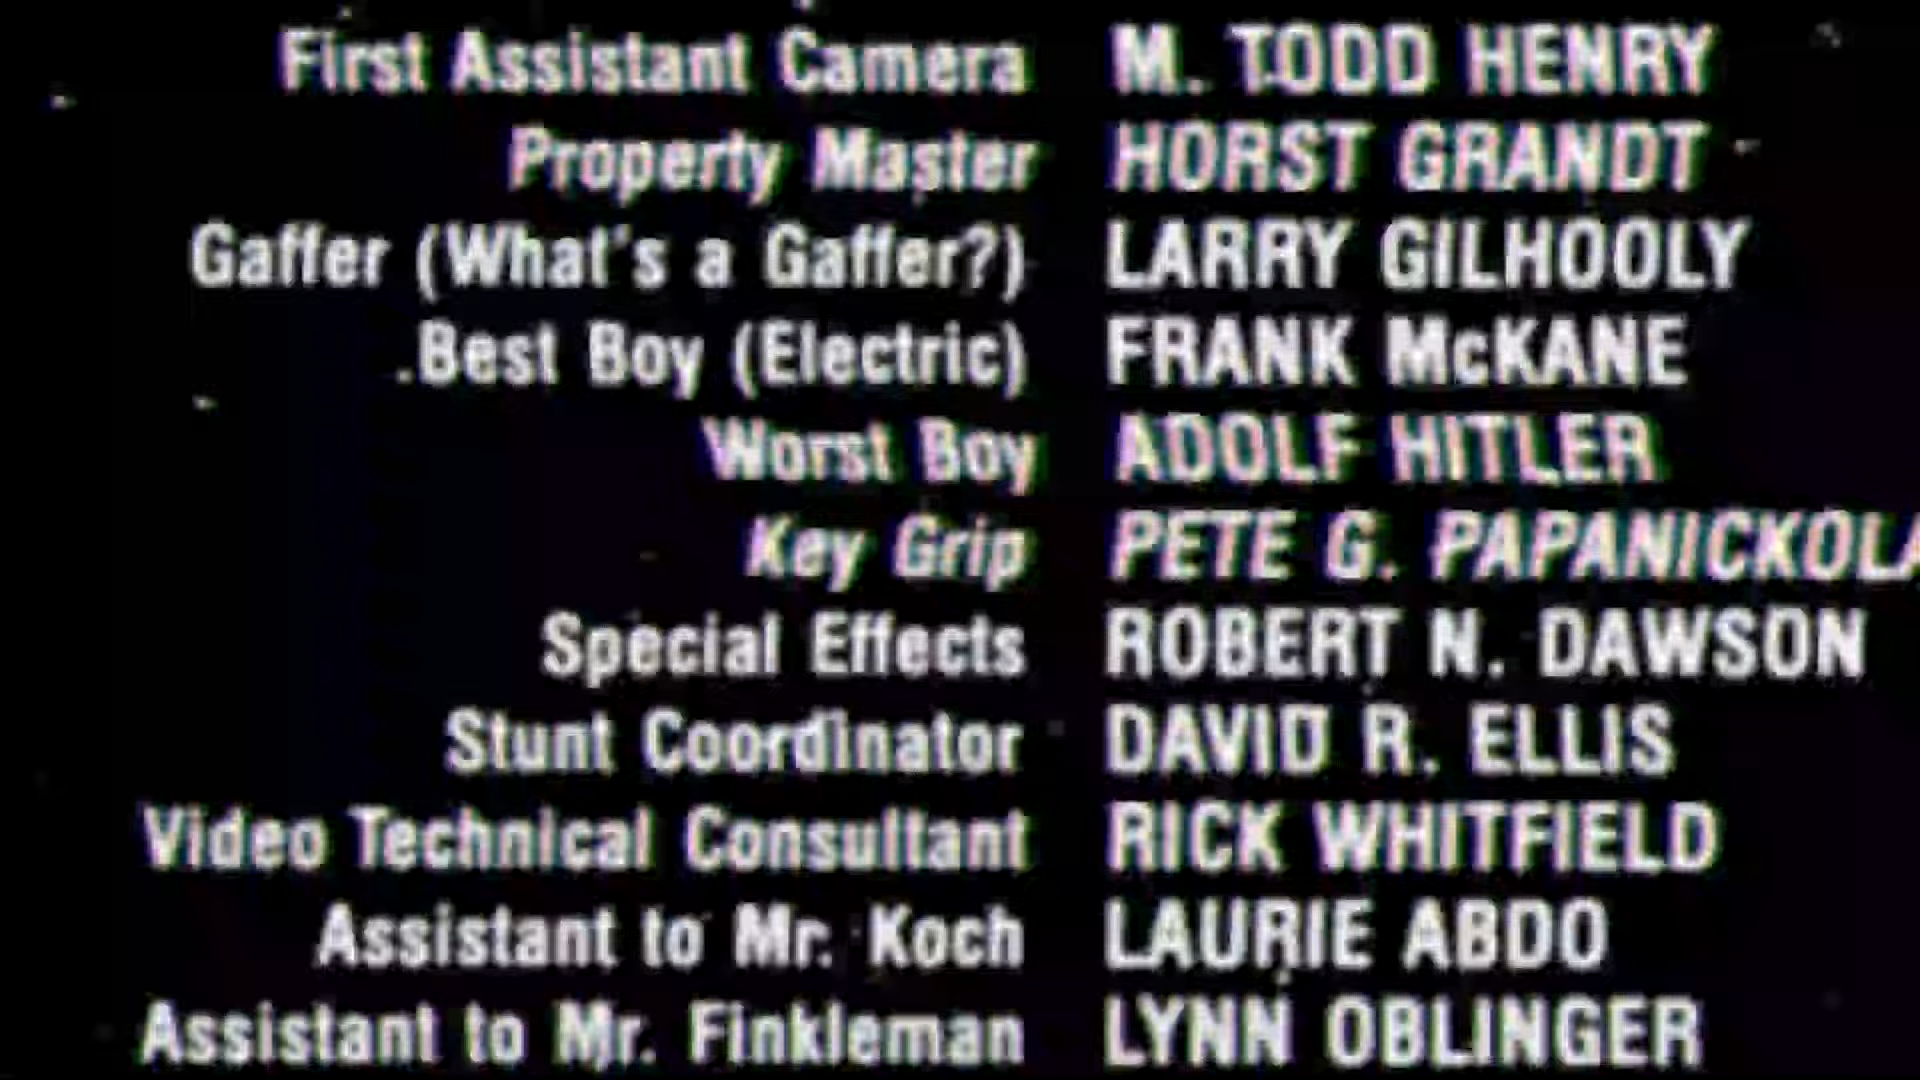 First Assistant Camera M. TODD HENRY
Property Master HORST GRANDT
Gaffer (What's a Gaffer?) LARRY GILHOOLY
Best Boy (Electric) FRANK McKANE
Worst Boy ADOLF HITLER
Key Grip PETE G. PAPANICKOLA
Special Effects ROBERT N. DAWSON
Stunt Coordinator DAVID R. ELLIS
Video Technical Consultant RICK WHITFIELD
Assistant to Mr. Koch LAURIE ABDO
Assistant to Mr. Finkleman LYNN OBLINGER